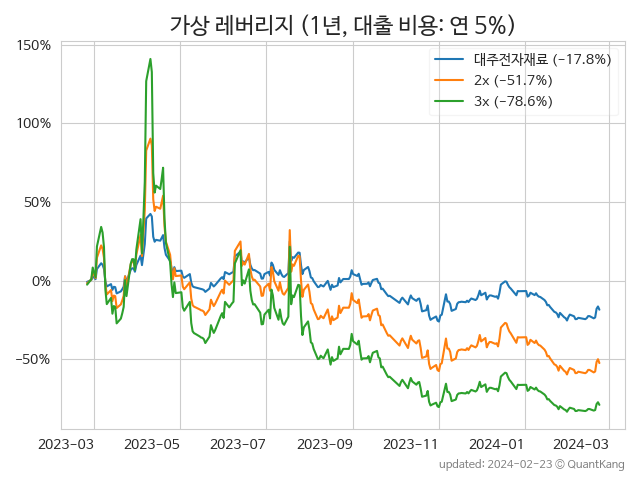 가상 레버리지 (1년, 대출 비용: 연 5%)
150%
100%
50%
0%
−50%
대주전자재료 (−17.8%)
2x (−51.7%)
3x (−78.6%)
2023-03
2023-05
2023-07
2023-09
2023-11
2024-01
2024-03
updated: 2024-02-23 © QuantKang